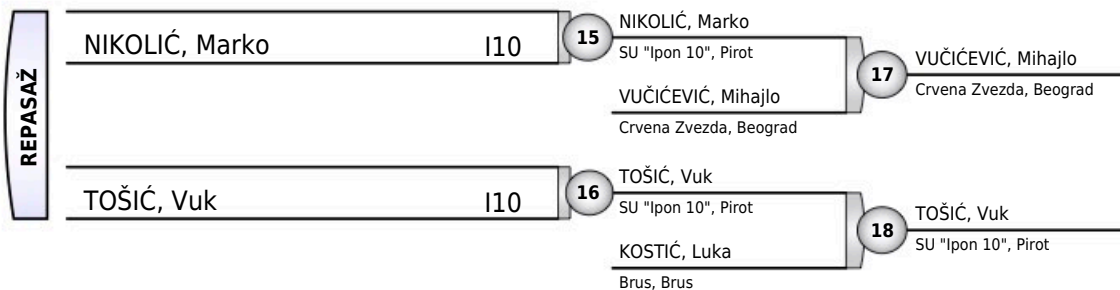 REPASAŽ
NIKOLIĆ, Marko I10
15
NIKOLIĆ, Marko
SU "Ipon 10", Pirot
VUČIĆEVIĆ, Mihajlo
Crvena Zvezda, Beograd
17
VUČIĆEVIĆ, Mihajlo
Crvena Zvezda, Beograd
TOŠIĆ, Vuk I10
16
TOŠIĆ, Vuk
SU "Ipon 10", Pirot
KOSTIĆ, Luka
Brus, Brus
18
TOŠIĆ, Vuk
SU "Ipon 10", Pirot